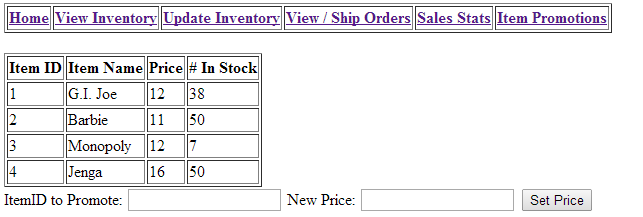 Home View Inventory Update Inventory View / Ship Orders Sales Stats Item Promotions
Item ID Item Name Price # In Stock
1 G.I. Joe 12 38
2 Barbie 11 50
3 Monopoly 12 7
4 Jenga 16 50
ItemID to Promote: New Price: Set Price